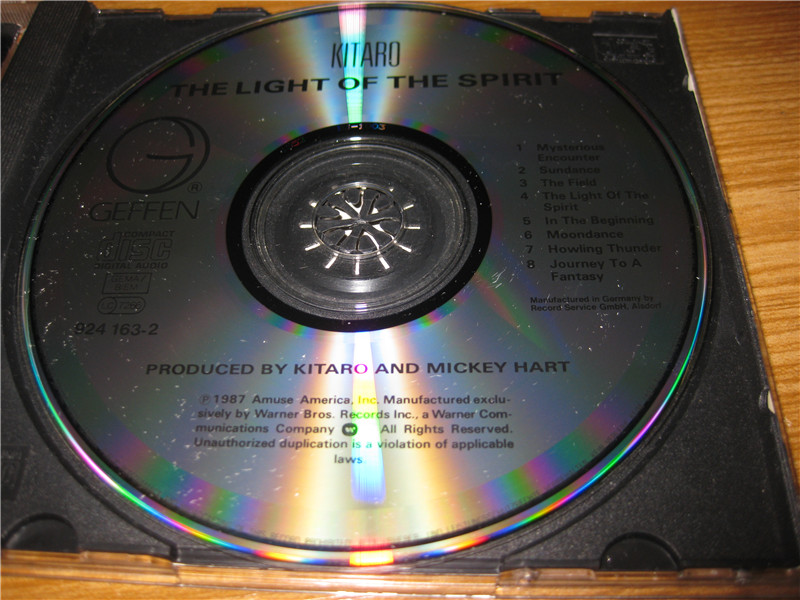 KITARO
THE LIGHT OF THE SPIRIT
GEFFEN
®
COMPACT
disc
DIGITAL AUDIO
924 163-2
1 Mysterious
Encounter
2 Sundance
3 The Field
4 The Light Of The
Spirit
5 In The Beginning
6 Moondance
7 Howling Thunder
8 Journey To A
Fantasy
Manufactured in Germany by
Record Service GmbH, Alsdorf
PRODUCED BY KITARO AND MICKEY HART
℗ 1987 Amuse America, Inc. Manufactured exclu-
sively by Warner Bros. Records Inc., a Warner Com-
munications Company All Rights Reserved.
Unauthorized duplication is a violation of applicable
laws.